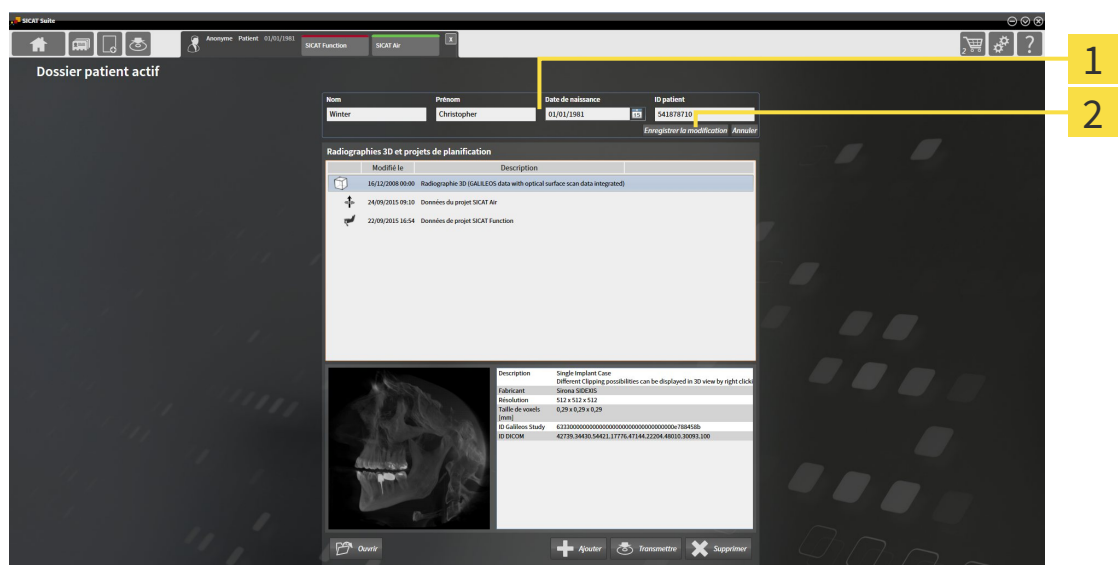 SICAT Suite
Anonyme Patient 01/01/1981
SICAT Function
SICAT Air
x
2
?
Dossier patient actif
1
2
Nom
Prénom
Date de naissance
ID patient
Winter
Christopher
01/01/1981
15
541878710
Enregistrer la modification
Annuler
Radiographies 3D et projets de planification
Modifié le
Description
16/12/2008 00:00 Radiographie 3D (GALILEOS data with optical surface scan data integrated)
24/09/2015 09:10 Données du projet SICAT Air
22/09/2015 16:54 Données de projet SICAT Function
Description Single Implant Case
Different Clipping possibilities can be displayed in 3D view by right clicki
Fabricant Sirona SIDEXIS
Résolution 512 x 512 x 512
Taille de voxels 0,29 x 0,29 x 0,29
[mm]
ID Galileos Study
ID DICOM 42739.34430.54421.17776.47144.22204.48010.30093.100
Ouvrir
Ajouter
Transmettre
Supprimer